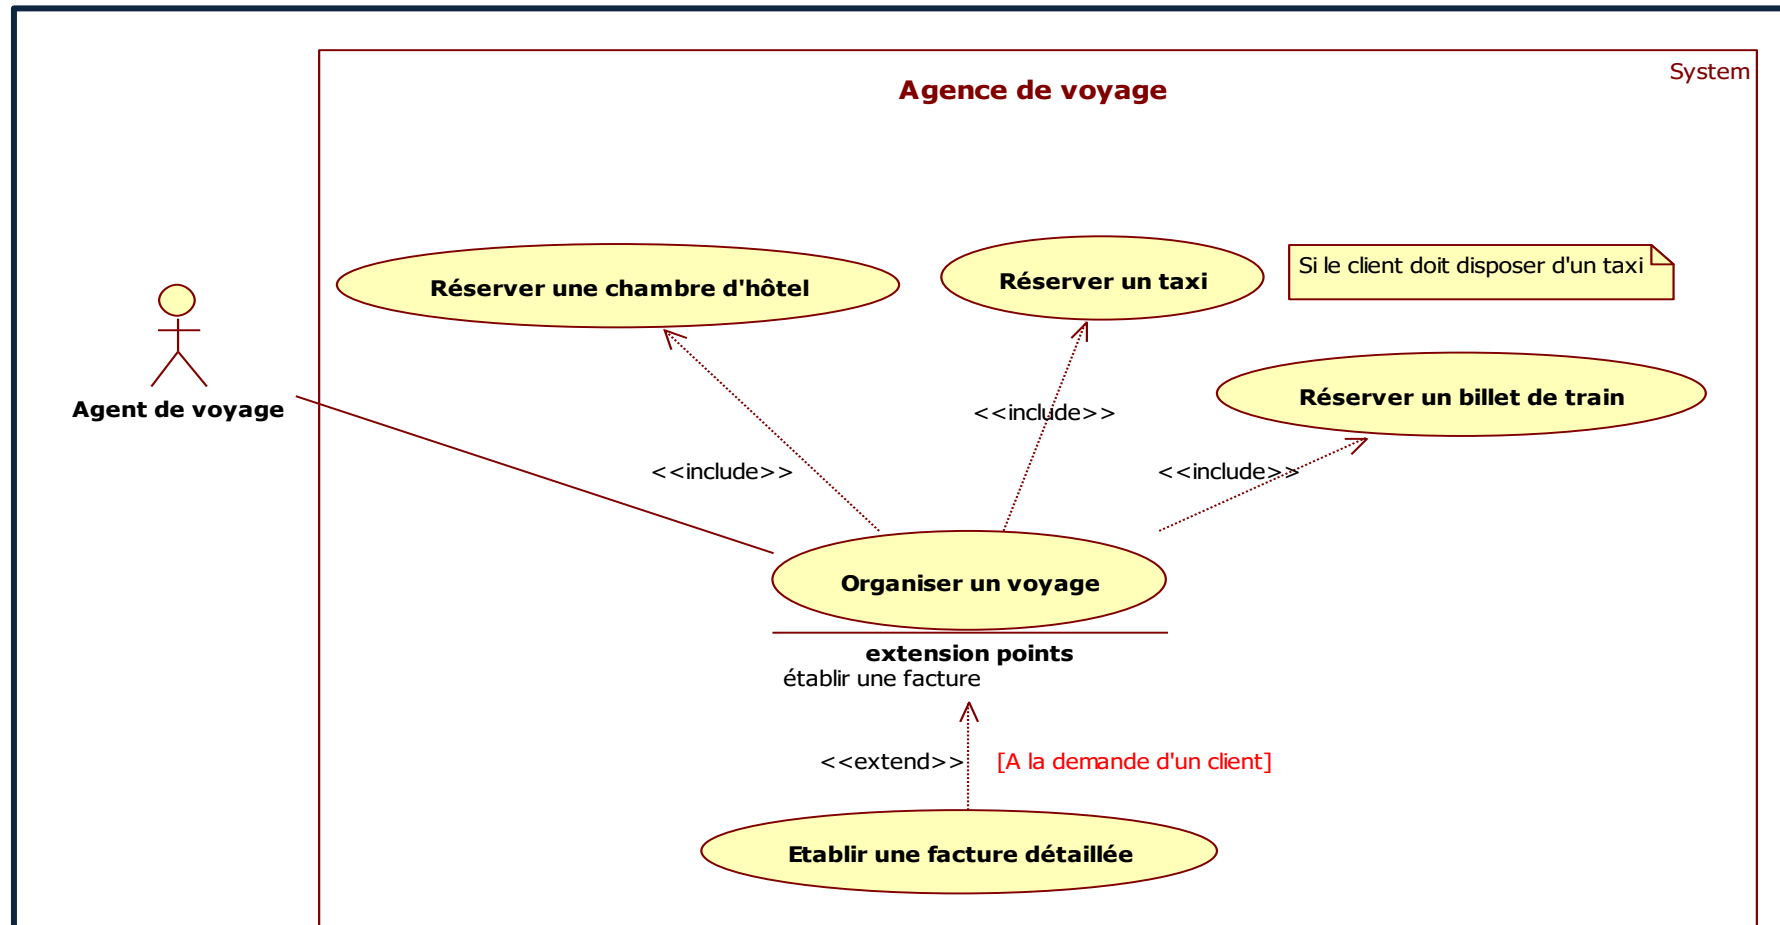 System
Agence de voyage
Si le client doit disposer d'un taxi
Réserver une chambre d'hôtel
Réserver un taxi
Réserver un billet de train
Agent de voyage
<<include>>
<<include>>
<<include>>
Organiser un voyage
extension points
établir une facture
<<extend>>
[A la demande d'un client]
Etablir une facture détaillée